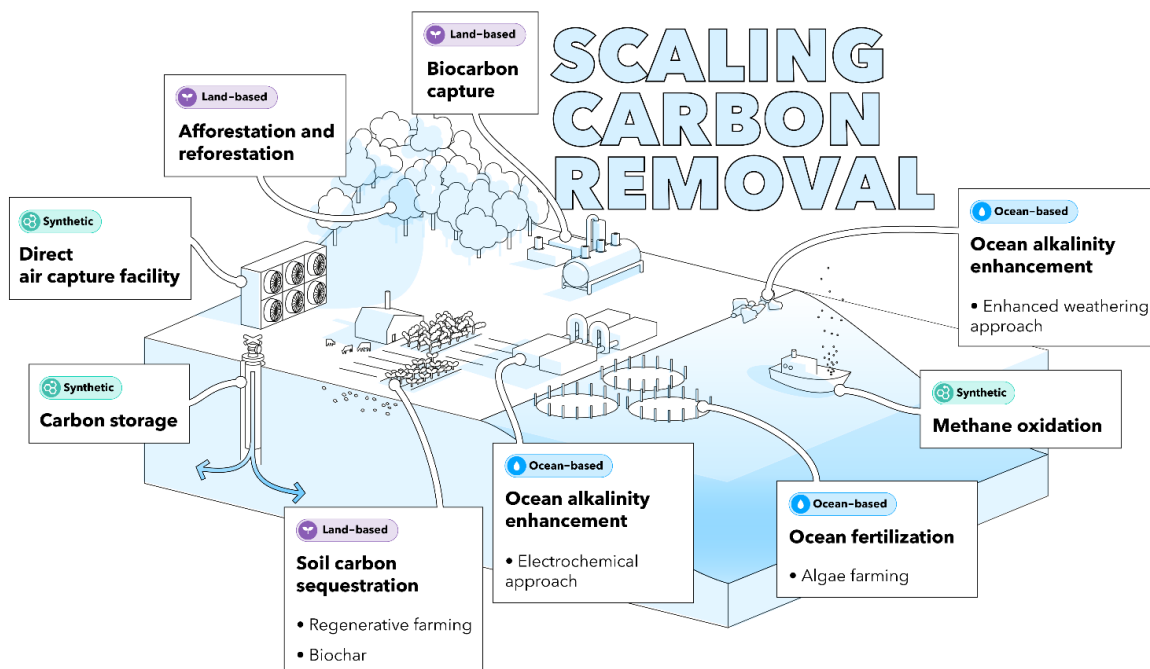 SCALING
CARBON
REMOVAL
Land-based
Biocarbon
capture
Land-based
Afforestation and
reforestation
Synthetic
Direct
air capture facility
Ocean-based
Ocean alkalinity
enhancement
• Enhanced weathering
approach
Synthetic
Carbon storage
Synthetic
Methane oxidation
Land-based
Soil carbon
sequestration
• Regenerative farming
• Biochar
Ocean-based
Ocean alkalinity
enhancement
• Electrochemical
approach
Ocean-based
Ocean fertilization
• Algae farming